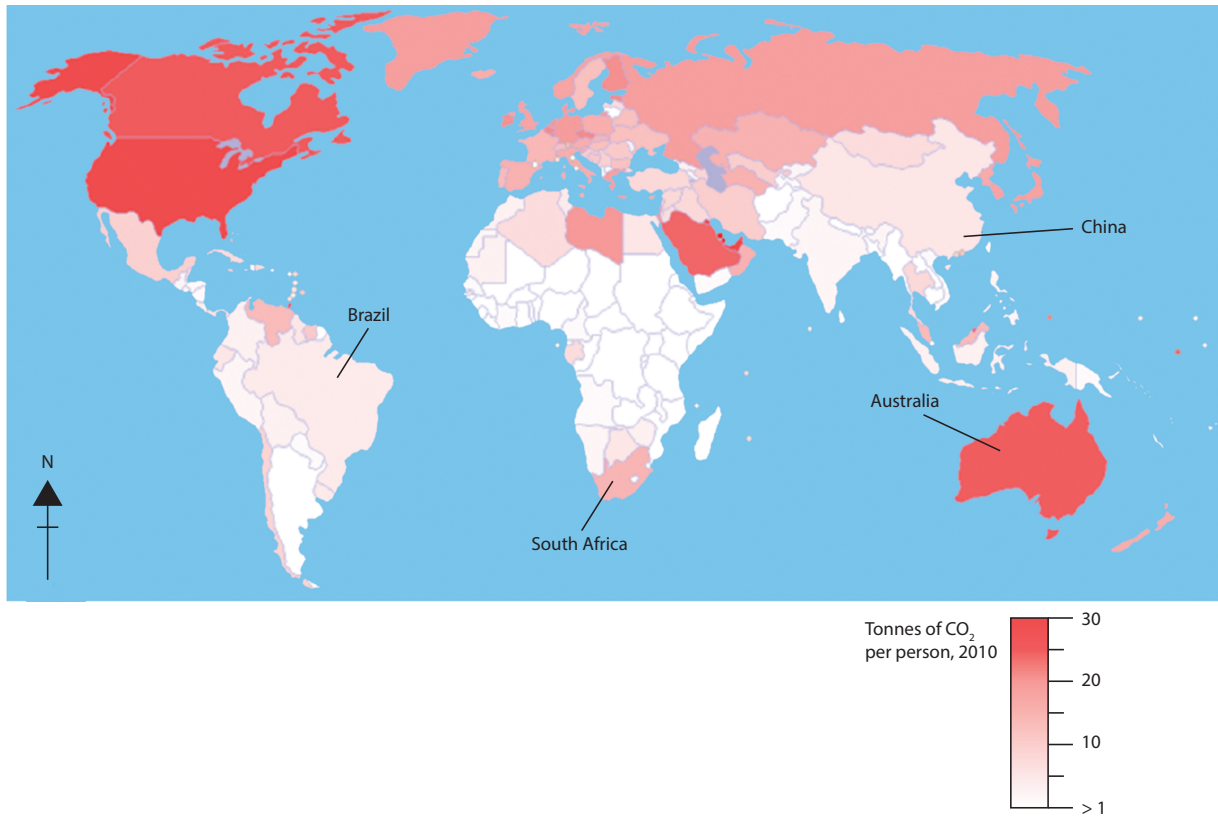 China
Brazil
Australia
N
South Africa
Tonnes of CO₂
per person, 2010
30
20
10
> 1